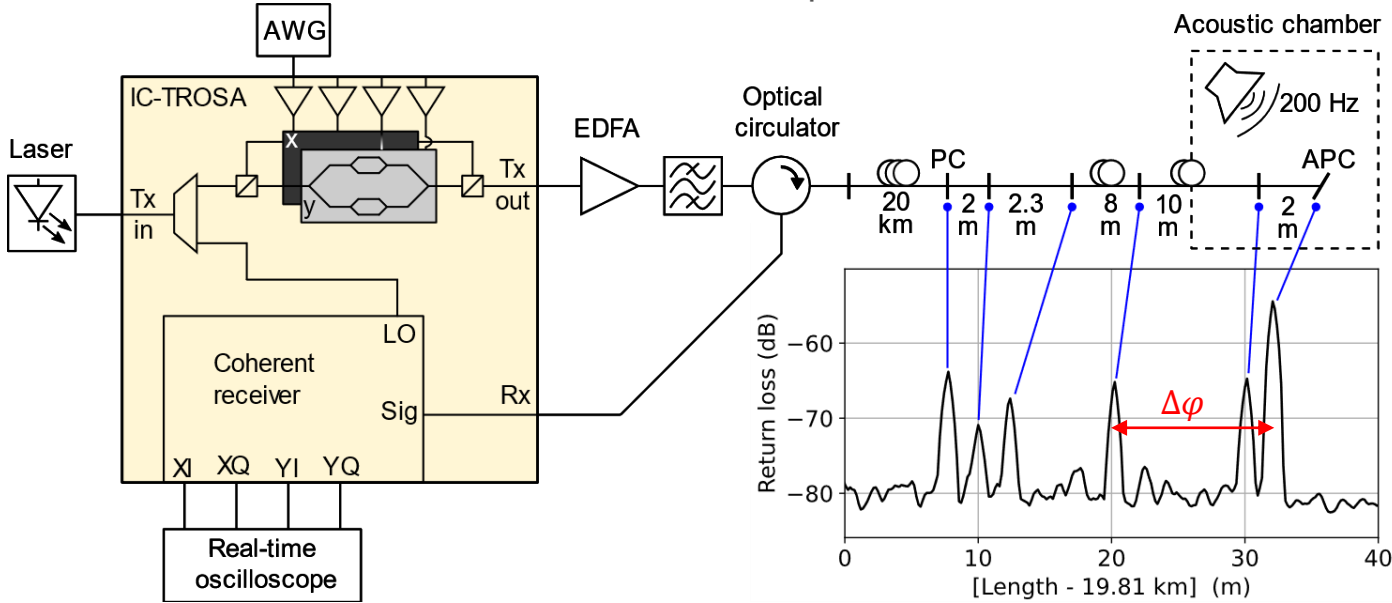 Acoustic chamber
AWG
IC-TROSA
Optical
circulator
200 Hz
EDFA
Laser
X
PC
APC
Tx
in
Tx
out
y
20
km
2
m
2.3
m
8
m
10
m
2
m
LO
Coherent
receiver
Sig
Rx
XI
XQ
YI
YQ
Real-time
oscilloscope
Return loss (dB)
−60
−70
−80
Δφ
0
10
20
30
40
[Length - 19.81 km] (m)